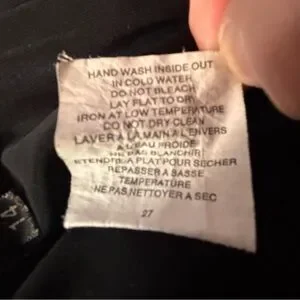 HAND WASH INSIDE OUT
IN COLD WATER
DO NOT BLEACH
LAY FLAT TO DRY
IRON AT LOW TEMPERATURE
DO NOT DRY CLEAN
LAVER A LA MAIN A L'ENVERS
A L'EAU FROIDE
NE PAS BLANCHIR
ETENDRE A PLAT POUR SECHER
REPASSER A BASSE
TEMPERATURE
NE PAS NETTOYER A SEC
27
14